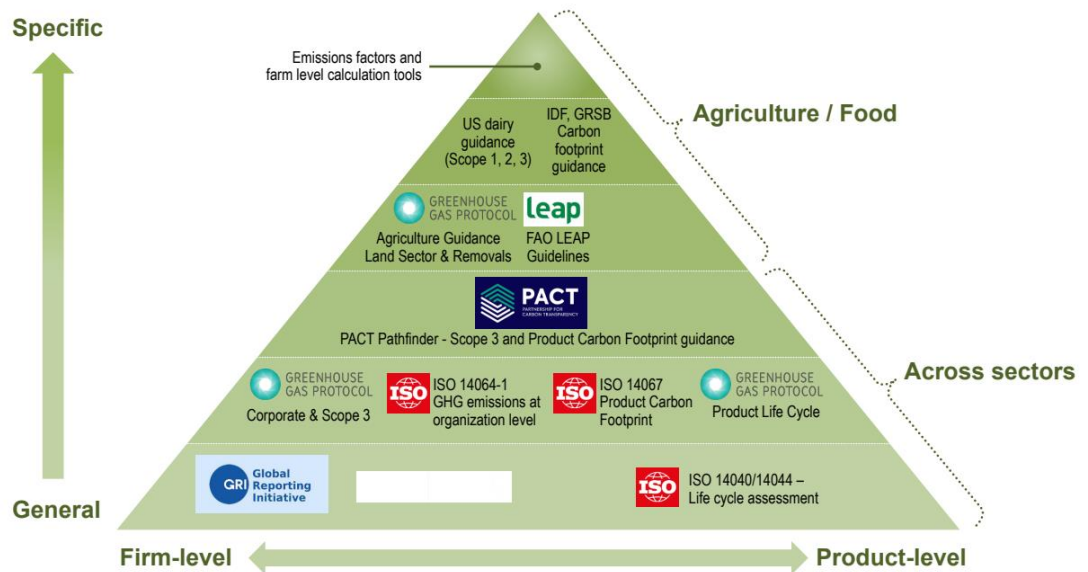 Specific
Emissions factors and
farm level calculation tools
Agriculture / Food
US dairy
guidance
(Scope 1, 2, 3)
IDF, GRSB
Carbon
footprint
guidance
GREENHOUSE
GAS PROTOCOL
Agriculture Guidance
Land Sector & Removals
leap
FAO LEAP
Guidelines
PACT
PARTNERSHIP FOR
CARBON TRANSPARENCY
PACT Pathfinder - Scope 3 and Product Carbon Footprint guidance
Across sectors
GREENHOUSE
GAS PROTOCOL
Corporate & Scope 3
ISO
ISO 14064-1
GHG emissions at
organization level
ISO
ISO 14067
Product Carbon
Footprint
GREENHOUSE
GAS PROTOCOL
Product Life Cycle
GRI
Global
Reporting
Initiative
ISO
ISO 14040/14044 –
Life cycle assessment
General
Firm-level
Product-level